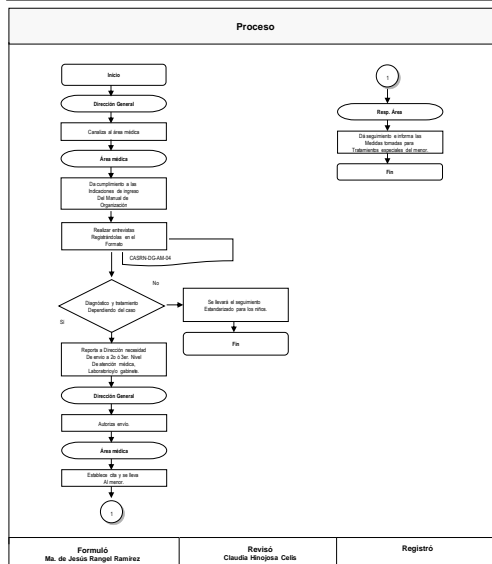 Proceso
Inicio
Dirección General
Canaliza al área médica
Área médica
Da cumplimiento a las
Indicaciones de ingreso
Del Manual de
Organización
Realizar entrevistas
Registrándolas en el
Formato
CASRN-DG-AM-04
No
Diagnóstico y tratamiento
Dependiendo del caso
Si
Se llevará el seguimiento
Estandarizado para los niños.
Fin
Reporta a Dirección necesidad
De envio a 2o ó 3er. Nivel
De atención médica,
Laboratorio/o gabinete.
Dirección General
Autoriza envio.
Área médica
Establece cita y se lleva
Al menor.
1
1
Resp. Área
Dá seguimiento e informa las
Medidas tomadas para
Tratamientos especiales del menor.
Fin
Formuló
Ma. de Jesús Rangel Ramírez
Revisó
Claudia Hinojosa Celis
Registró